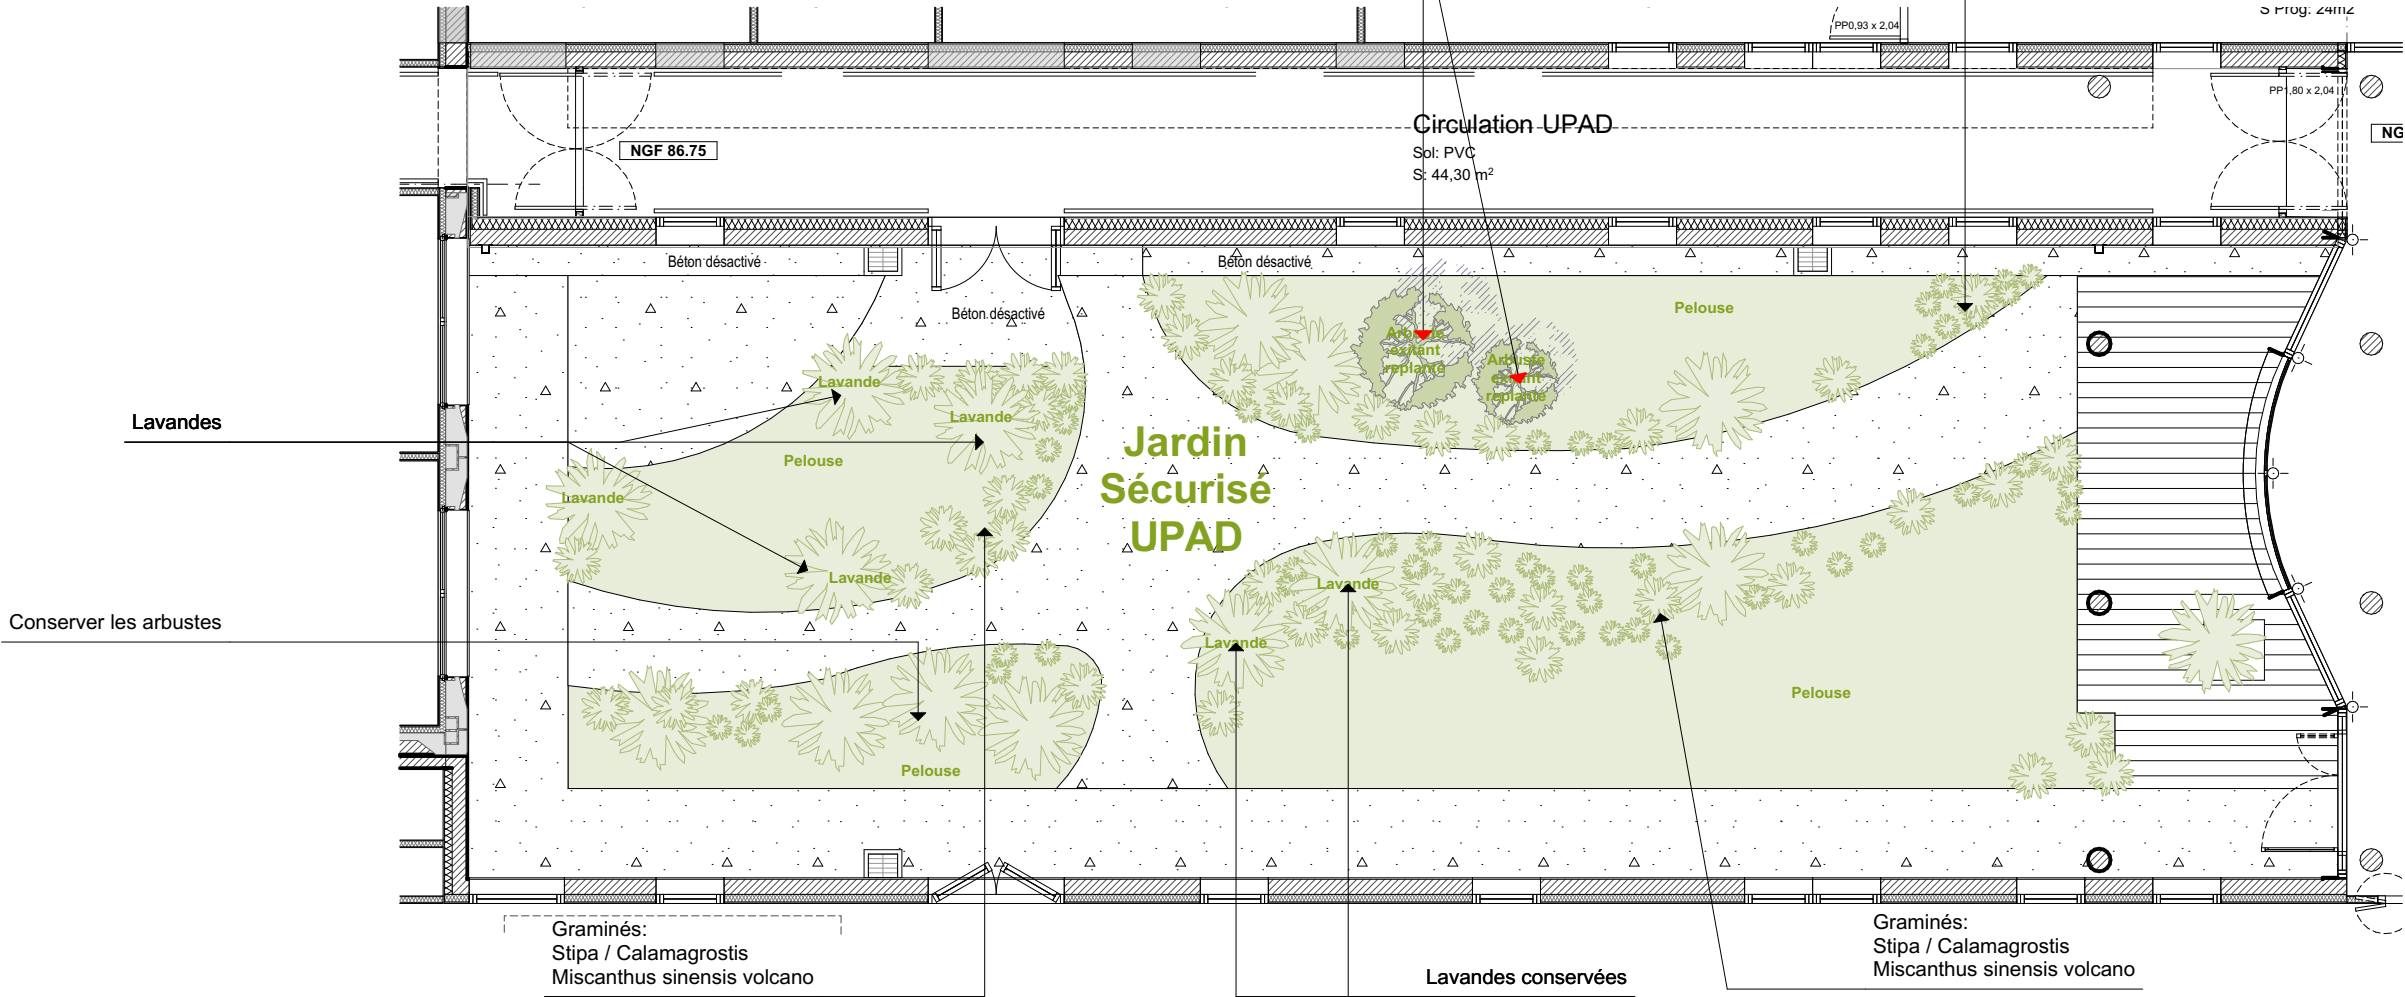 S Prog: 24m2
PP0,93 x 2,04
PP1,80 x 2,04
Circulation UPAD
Sol: PVC
S: 44,30 m²
NGF 86.75
NG
Béton désactivé
Béton désactivé
Béton désactivé
Pelouse
Arbuste
exitant
replanté
Arbuste
exitant
replanté
Lavande
Lavande
Lavandes
Jardin
Sécurisé
UPAD
Pelouse
Lavande
Lavande
Lavande
Conserver les arbustes
Lavande
Pelouse
Pelouse
Graminés:
Stipa / Calamagrostis
Miscanthus sinensis volcano
Lavandes conservées
Graminés:
Stipa / Calamagrostis
Miscanthus sinensis volcano